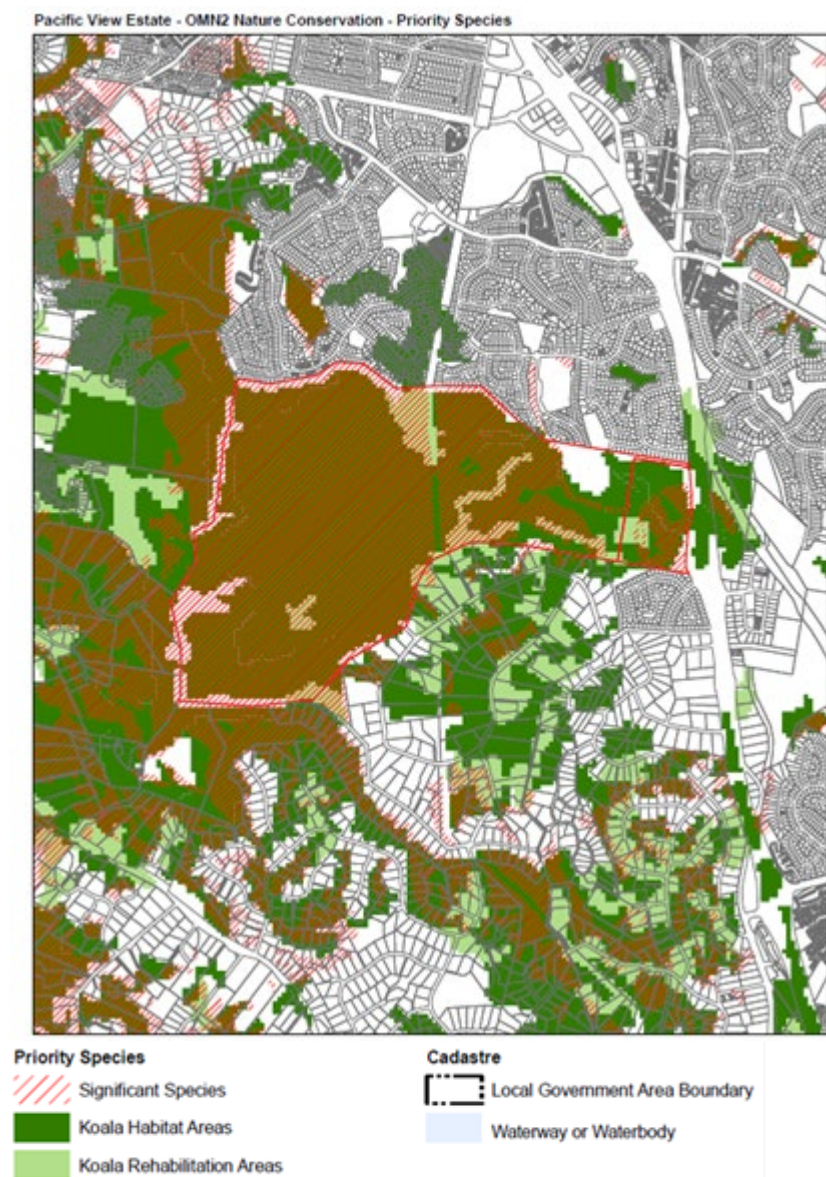 Pacific View Estate - OMN2 Nature Conservation - Priority Species
Priority Species
Significant Species
Koala Habitat Areas
Koala Rehabilitation Areas
Cadastre
Local Government Area Boundary
Waterway or Waterbody